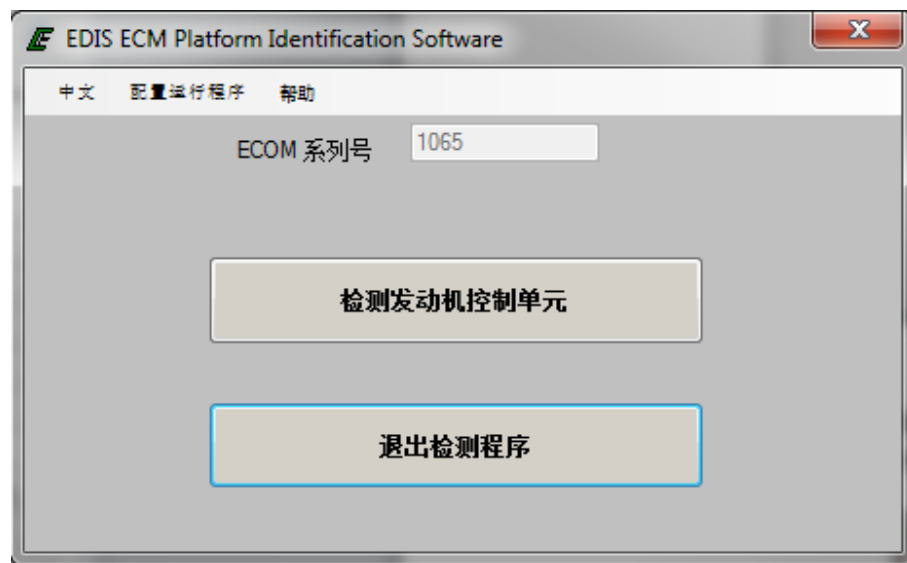 EDIS ECM Platform Identification Software
中文 配置运行程序 帮助
ECOM 系列号 1065
检测发动机控制单元
退出检测程序